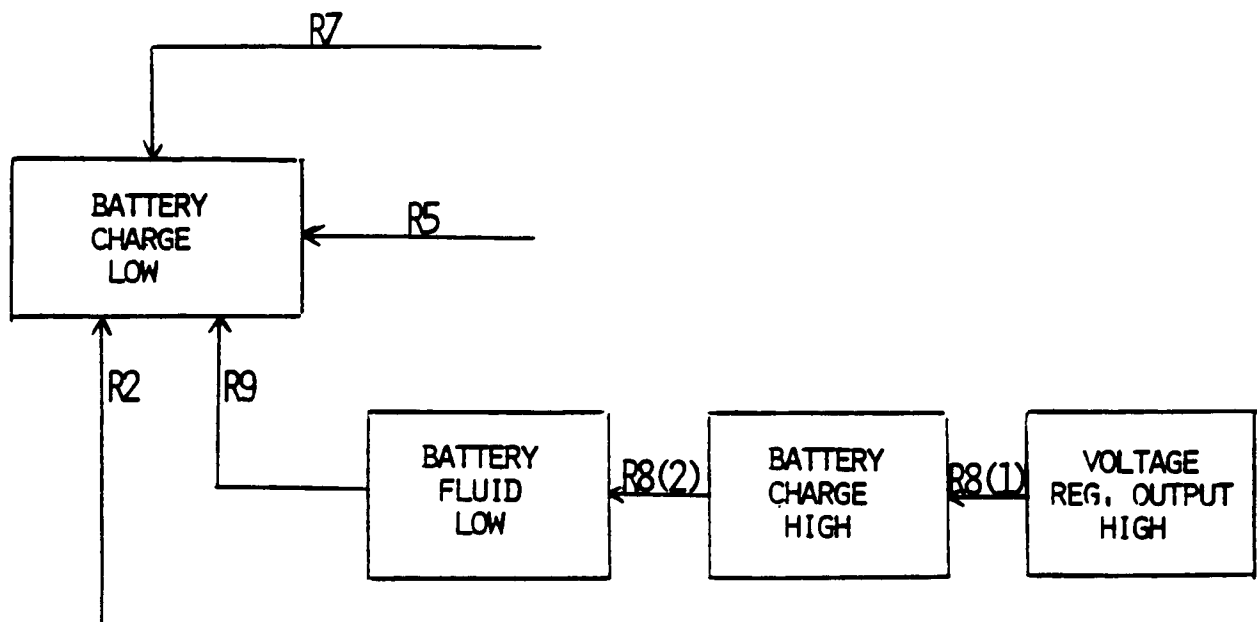 R7
BATTERY
CHARGE
LOW
R5
R2
R9
BATTERY
FLUID
LOW
R8(2)
BATTERY
CHARGE
HIGH
R8(1)
VOLTAGE
REG. OUTPUT
HIGH